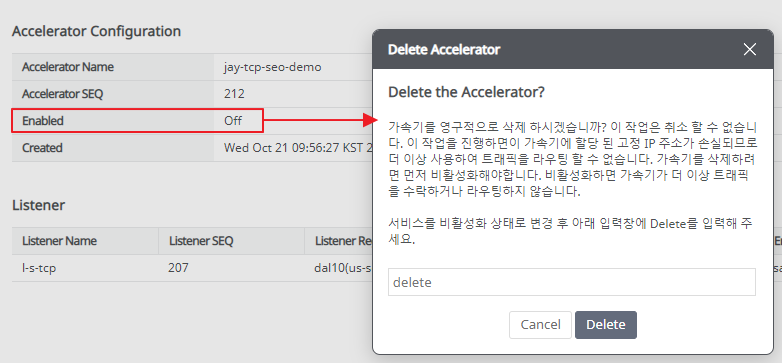 Accelerator Configuration
Accelerator Name jay-tcp-seo-demo
Accelerator SEQ 212
Enabled Off
Created Wed Oct 21 09:56:27 KST 2
Listener
Listener Name Listener SEQ Listener Re
l-s-tcp 207 dal10(us-s
Delete Accelerator
Delete the Accelerator?
가속기를 영구적으로 삭제 하시겠습니까? 이 작업은 취소 할 수 없습니
다. 이 작업을 진행하면이 가속기에 할당 된 고정 IP 주소가 손실되므로
더 이상 사용하여 트래픽을 라우팅 할 수 없습니다. 가속기를 삭제하려
면 먼저 비활성화해야합니다. 비활성화하면 가속기가 더 이상 트래픽
을 수락하거나 라우팅하지 않습니다.
서비스를 비활성화 상태로 변경 후 아래 입력창에 Delete를 입력해 주
세요.
delete
Cancel Delete
En
sa